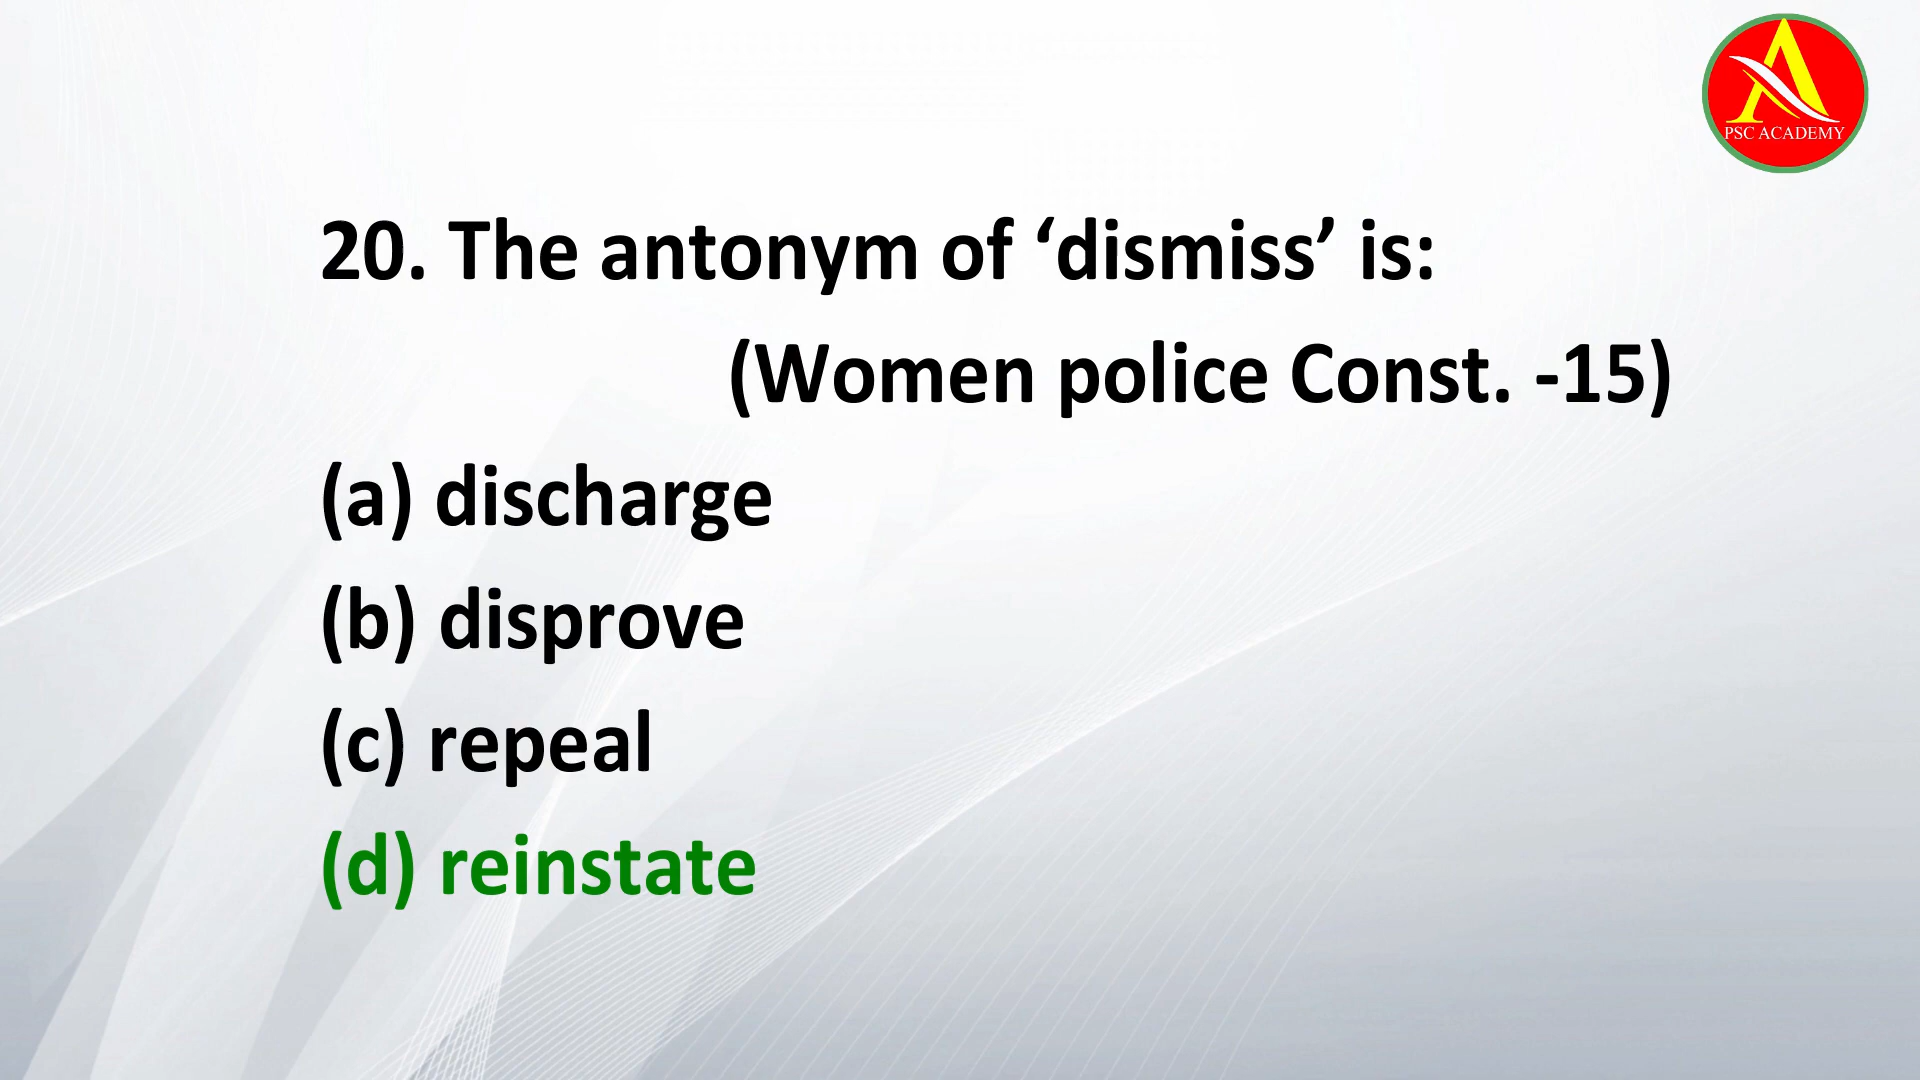 PSC ACADEMY
20. The antonym of ‘dismiss’ is:
(Women police Const. -15)
(a) discharge
(b) disprove
(c) repeal
(d) reinstate